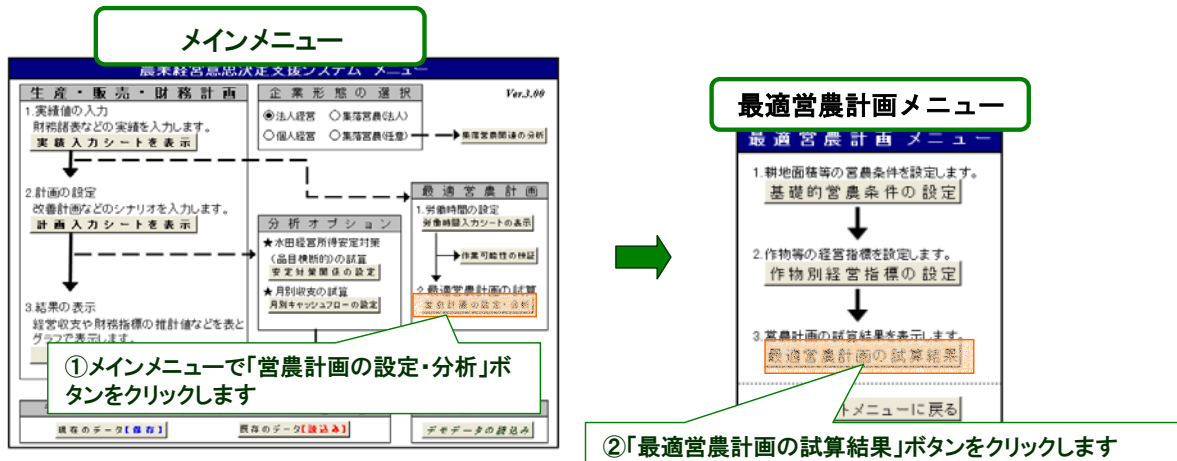 メインメニュー
農業経営意思決定支援システム メニュー
生産・販売・財務計画
1.実績値の入力
財務諸表などの実績を入力します。
実績入力シートを表示
2.計画の設定
改善計画などのシナリオを入力します。
計画入力シートを表示
3.結果の表示
経営収支や財務指標の推計値などを表と
グラフで表示します。
企業形態の選択
Ver.3.00
◉法人経営 ○集落営農(法人)
○個人経営 ○集落営農(任意)
集落営農関連の分析
分析オプション
★水田経営所得安定対策
(品目横断的)の試算
安定対策関係の設定
★月別収支の試算
月別キャッシュフローの設定
最適営農計画
1.労働時間の設定
労働時間入力シートの表示
作業可能性の検証
2.最適営農計画の試算
営農計画の設定・分析
①メインメニューで「営農計画の設定・分析」ボ
タンをクリックします
現在のデータ【保存】
既存のデータ【読込み】
デモデータの読込み
最適営農計画メニュー
最適営農計画 メニュー
1.耕地面積等の営農条件を設定します。
基礎的営農条件の設定
2.作物等の経営指標を設定します。
作物別経営指標の設定
3.営農計画の試算結果を表示します。
最適営農計画の試算結果
トメニューに戻る
②「最適営農計画の試算結果」ボタンをクリックします